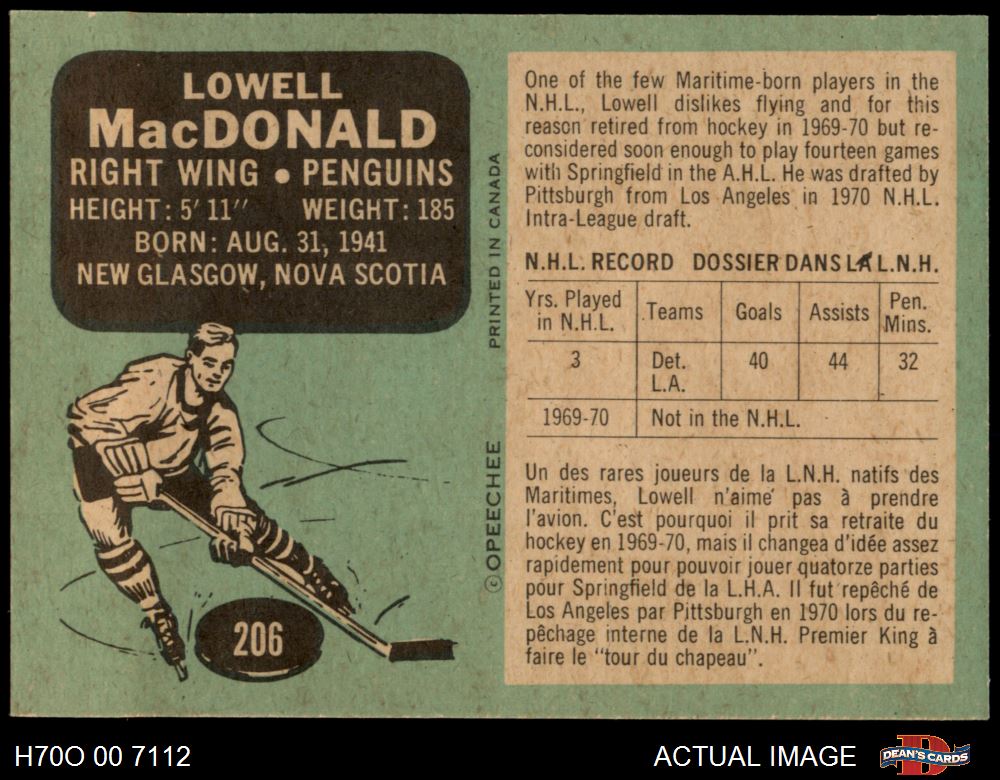 LOWELL
MacDONALD
RIGHT WING • PENGUINS
HEIGHT: 5' 11" WEIGHT: 185
BORN: AUG. 31, 1941
NEW GLASGOW, NOVA SCOTIA
206
PRINTED IN CANADA
© OPEECHEE
One of the few Maritime-born players in the
N.H.L., Lowell dislikes flying and for this
reason retired from hockey in 1969-70 but re-
considered soon enough to play fourteen games
with Springfield in the A.H.L. He was drafted by
Pittsburgh from Los Angeles in 1970 N.H.L.
Intra-League draft.
N.H.L. RECORD DOSSIER DANS LA L.N.H.
Yrs. Played in N.H.L. Teams Goals Assists Pen. Mins.
3 Det. L.A. 40 44 32
1969-70 Not in the N.H.L.
Un des rares joueurs de la L.N.H. natifs des
Maritimes, Lowell n'aime pas à prendre
l'avion. C'est pourquoi il prit sa retraite du
hockey en 1969-70, mais il changea d'idée assez
rapidement pour pouvoir jouer quatorze parties
pour Springfield de la L.H.A. Il fut repêché de
Los Angeles par Pittsburgh en 1970 lors du re-
pêchage interne de la L.N.H. Premier King à
faire le "tour du chapeau".
H70O 00 7112
ACTUAL IMAGE
DEAN'S CARDS